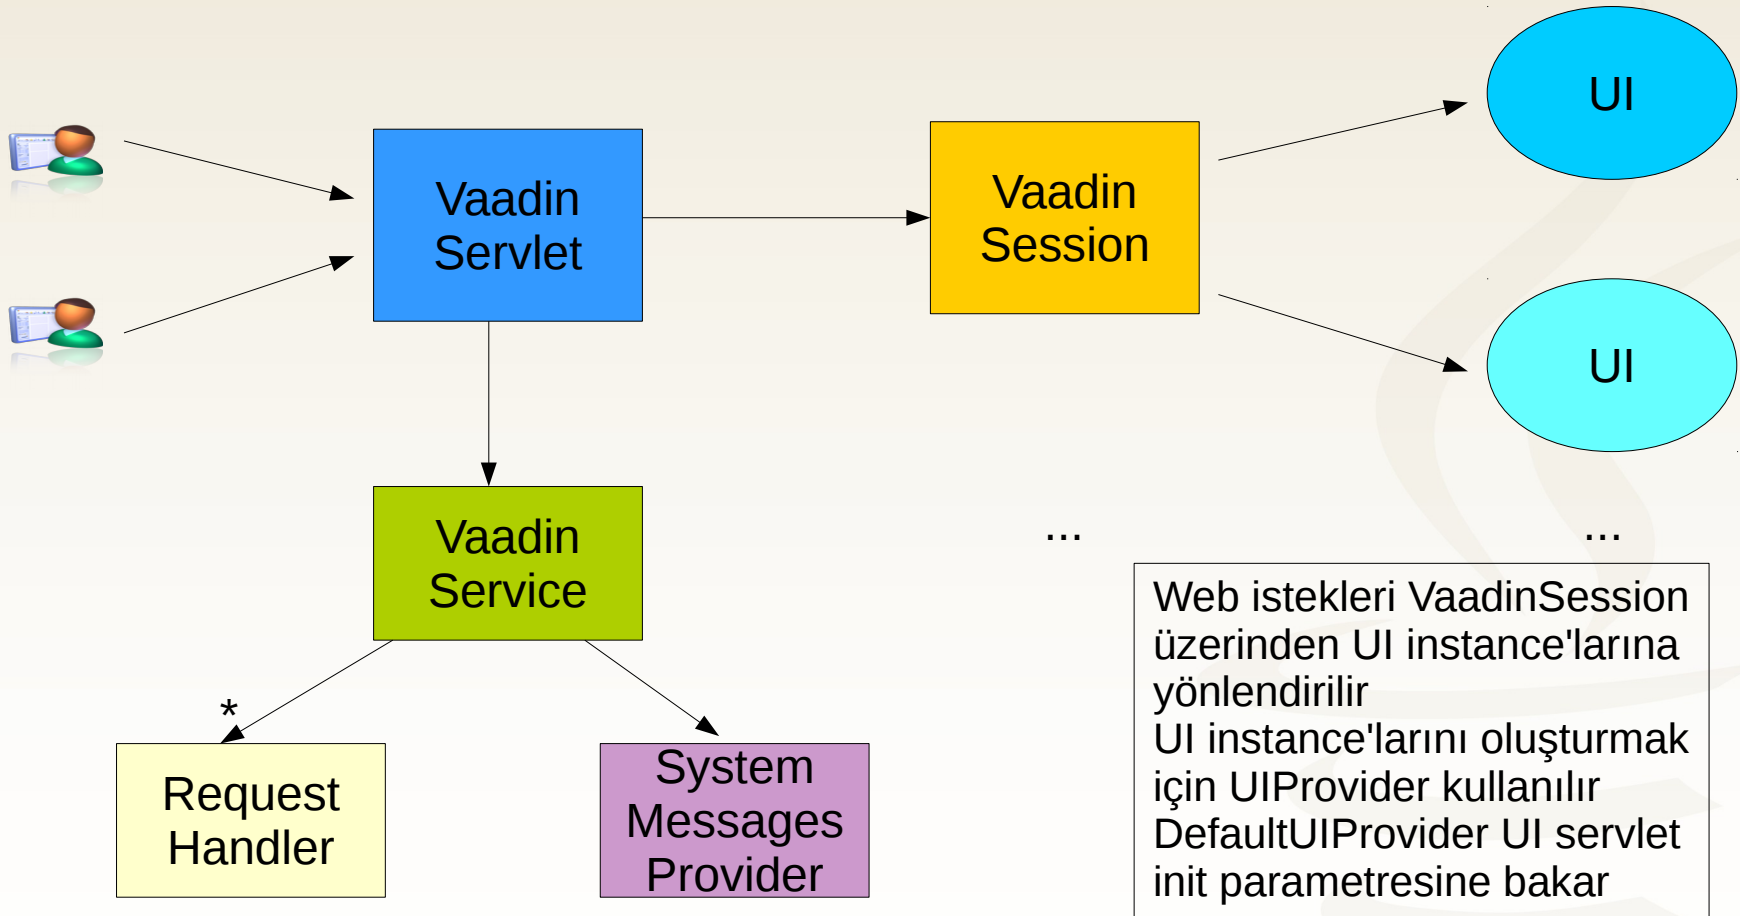 UI
Vaadin
Servlet
Vaadin
Session
UI
Vaadin
Service
...
...
*
Request
Handler
System
Messages
Provider
Web istekleri VaadinSession
üzerinden UI instance'larına
yönlendirilir
UI instance'larını oluşturmak
için UIProvider kullanılır
DefaultUIProvider UI servlet
init parametresine bakar